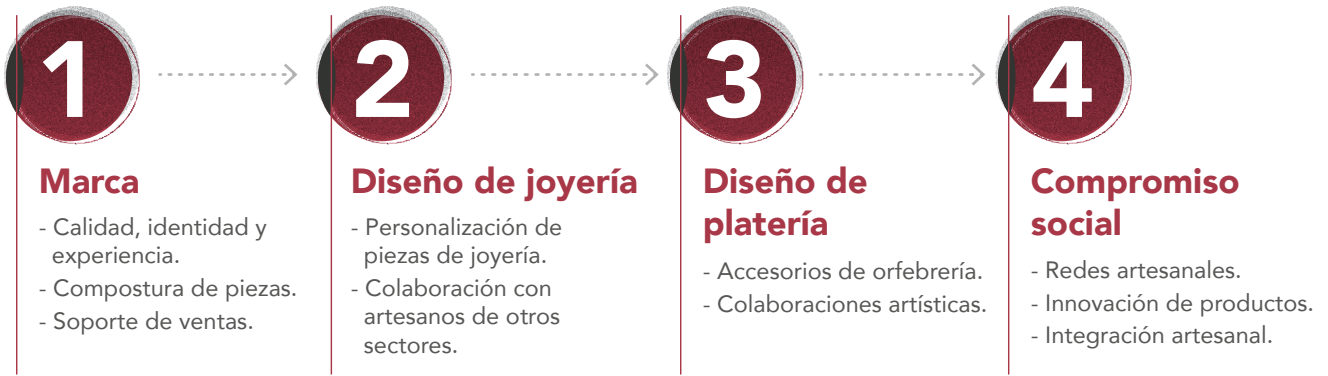 1
Marca
- Calidad, identidad y
experiencia.
- Compostura de piezas.
- Soporte de ventas.
2
Diseño de joyería
- Personalización de
piezas de joyería.
- Colaboración con
artesanos de otros
sectores.
3
Diseño de
platería
- Accesorios de orfebrería.
- Colaboraciones artísticas.
4
Compromiso
social
- Redes artesanales.
- Innovación de productos.
- Integración artesanal.